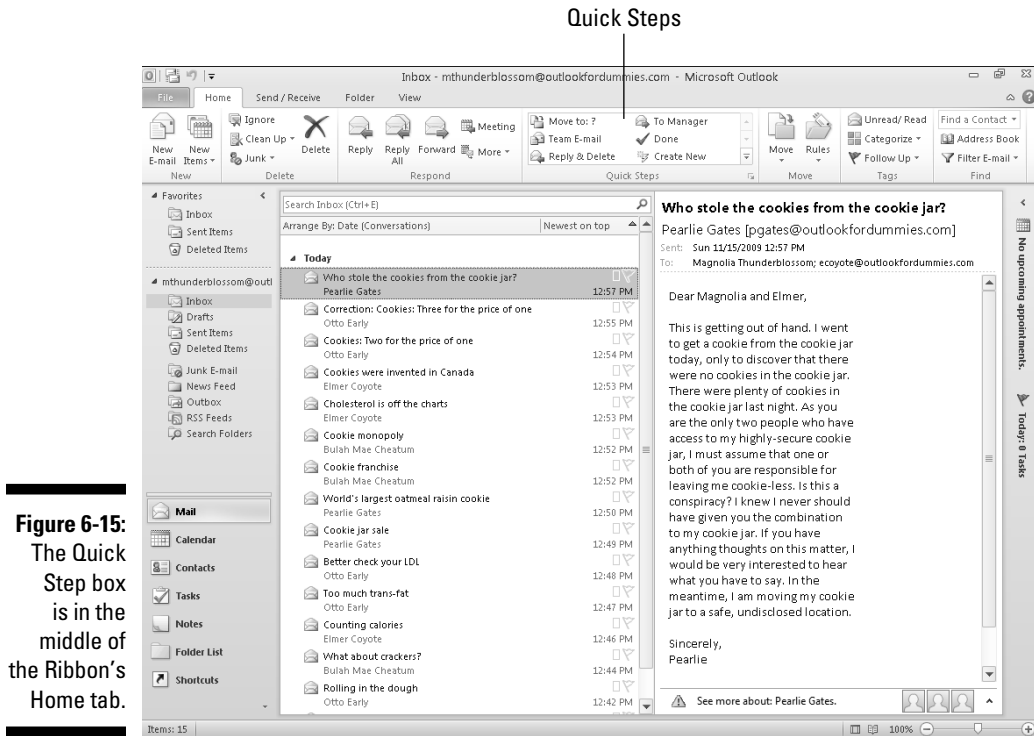 Quick Steps
Inbox - mthunderblossom@outlookfordummies.com - Microsoft Outlook
File Home Send / Receive Folder View
New E-mail
New Items
New
Ignore
Clean Up
Junk
Delete
Delete
Reply
Reply All
Forward
Meeting
More
Respond
Move to: ?
Team E-mail
Reply & Delete
To Manager
Done
Create New
Quick Steps
Move
Rules
Move
Unread/ Read
Categorize
Follow Up
Tags
Find a Contact
Address Book
Filter E-mail
Find
Favorites
Inbox
Sent Items
Deleted Items
mthunderblossom@outl
Inbox
Drafts
Sent Items
Deleted Items
Junk E-mail
News Feed
Outbox
RSS Feeds
Search Folders
Mail
Calendar
Contacts
Tasks
Notes
Folder List
Shortcuts
Search Inbox (Ctrl+E)
Arrange By: Date (Conversations) Newest on top
Today
Who stole the cookies from the cookie jar?
Pearlie Gates 12:57 PM
Correction: Cookies: Three for the price of one
Otto Early 12:55 PM
Cookies: Two for the price of one
Otto Early 12:54 PM
Cookies were invented in Canada
Elmer Coyote 12:53 PM
Cholesterol is off the charts
Elmer Coyote 12:53 PM
Cookie monopoly
Bulah Mae Cheatum 12:52 PM
Cookie franchise
Bulah Mae Cheatum 12:52 PM
World's largest oatmeal raisin cookie
Pearlie Gates 12:50 PM
Cookie jar sale
Pearlie Gates 12:49 PM
Better check your LDL
Otto Early 12:48 PM
Too much trans-fat
Otto Early 12:47 PM
Counting calories
Elmer Coyote 12:46 PM
What about crackers?
Bulah Mae Cheatum 12:44 PM
Rolling in the dough
Otto Early 12:42 PM
Who stole the cookies from the cookie jar?
Pearlie Gates [pgates@outlookfordummies.com]
Sent: Sun 11/15/2009 12:57 PM
To: Magnolia Thunderblossom; ecoyote@outlookfordummies.com
Dear Magnolia and Elmer,
This is getting out of hand. I went
to get a cookie from the cookie jar
today, only to discover that there
were no cookies in the cookie jar.
There were plenty of cookies in
the cookie jar last night. As you
are the only two people who have
access to my highly-secure cookie
jar, I must assume that one or
both of you are responsible for
leaving me cookie-less. Is this a
conspiracy? I knew I never should
have given you the combination
to my cookie jar. If you have
anything thoughts on this matter, I
would be very interested to hear
what you have to say. In the
meantime, I am moving my cookie
jar to a safe, undisclosed location.
Sincerely,
Pearlie
See more about: Pearlie Gates.
No upcoming appointments.
Today: 0 Tasks
Items: 15
100%
Figure 6-15:
The Quick
Step box
is in the
middle of
the Ribbon's
Home tab.